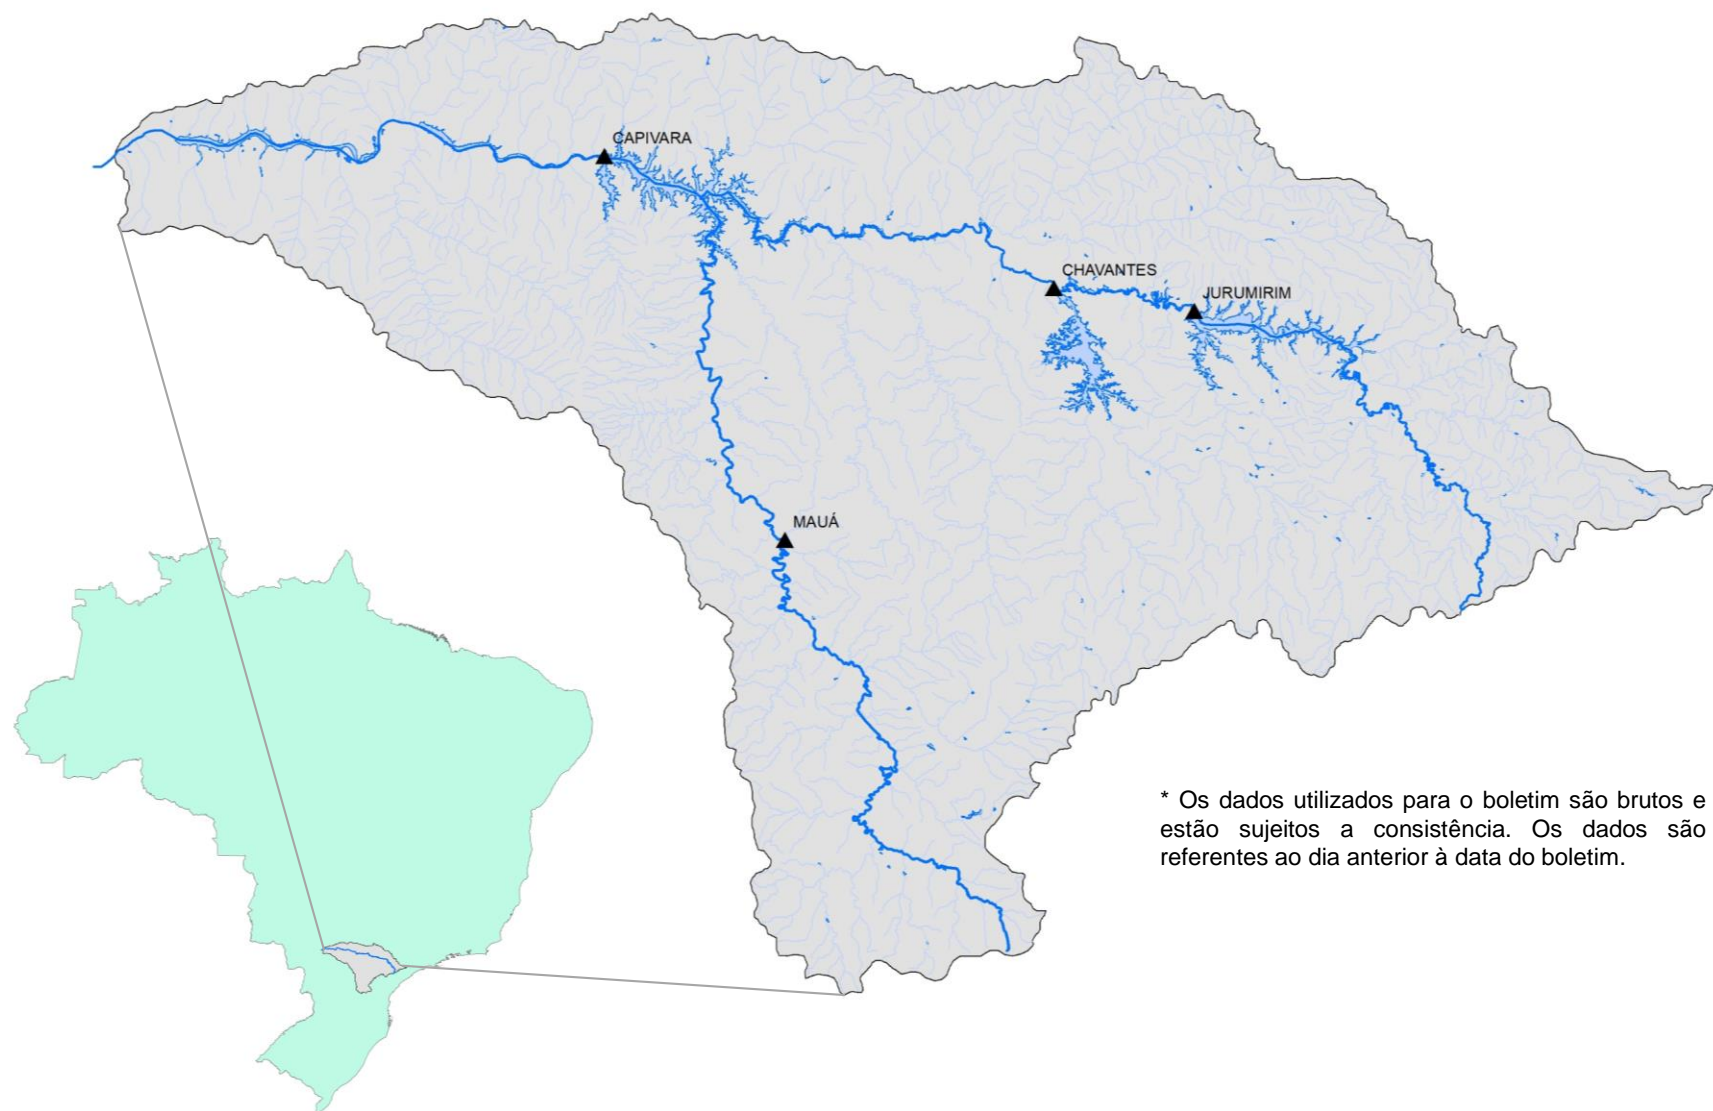 CAPIVARA
CHAVANTES
JURUMIRIM
MAUÁ
* Os dados utilizados para o boletim são brutos e
estão sujeitos a consistência. Os dados são
referentes ao dia anterior à data do boletim.